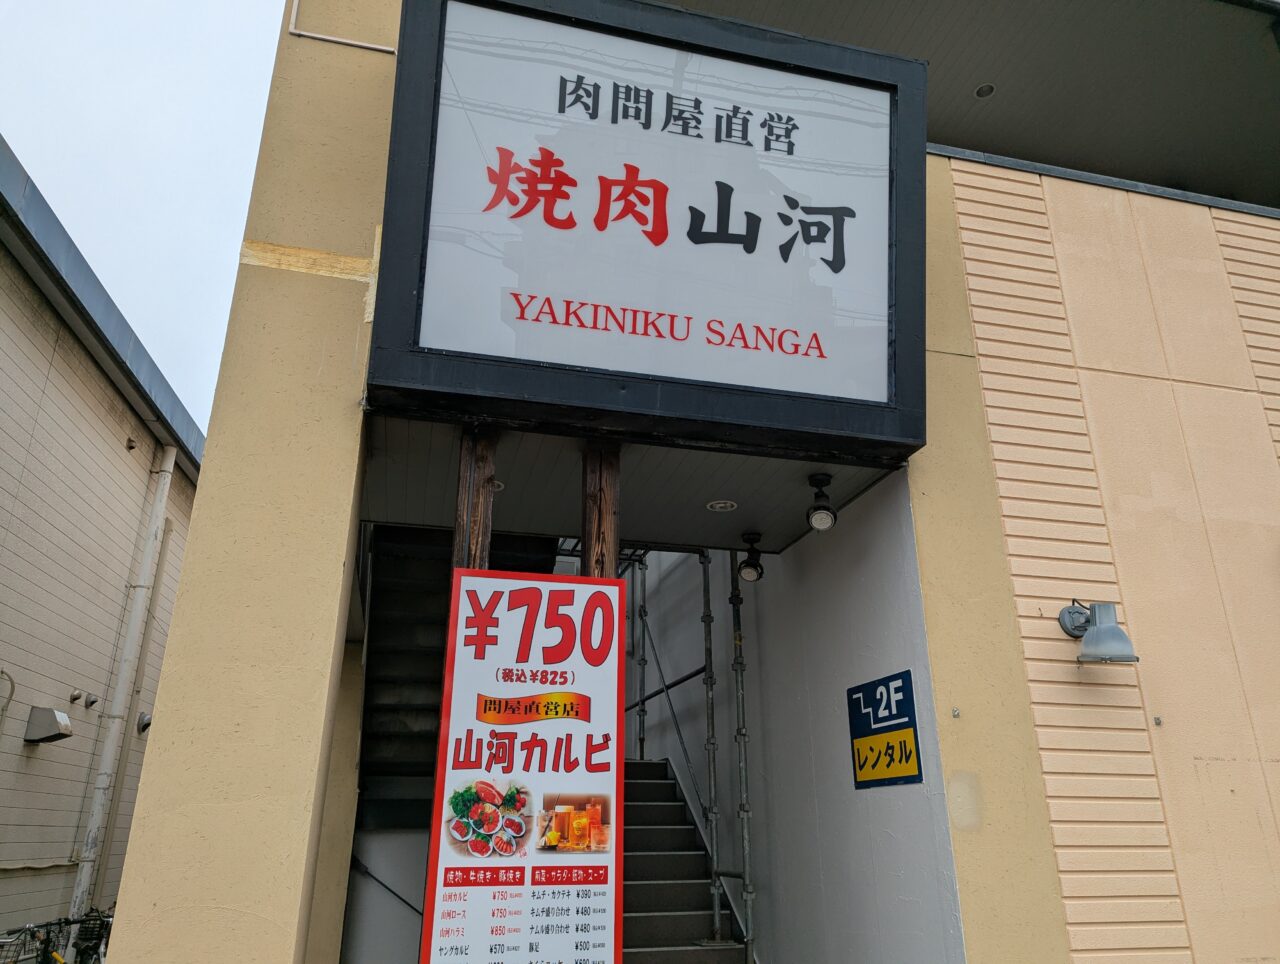 肉問屋直営
焼肉山河
YAKINIKU SANGA
¥750
(税込¥825)
問屋直営店
山河カルビ
焼物・牛焼き・豚焼き
山河カルビ ¥750
山河ロース ¥750
山河ハラミ ¥850
ヤングカルビ ¥570
前菜・サラダ・飯物・スープ
キムチ・カクテキ ¥390
キムチ盛り合わせ ¥480
ナムル盛り合わせ ¥480
豚足 ¥500
2F
レンタル